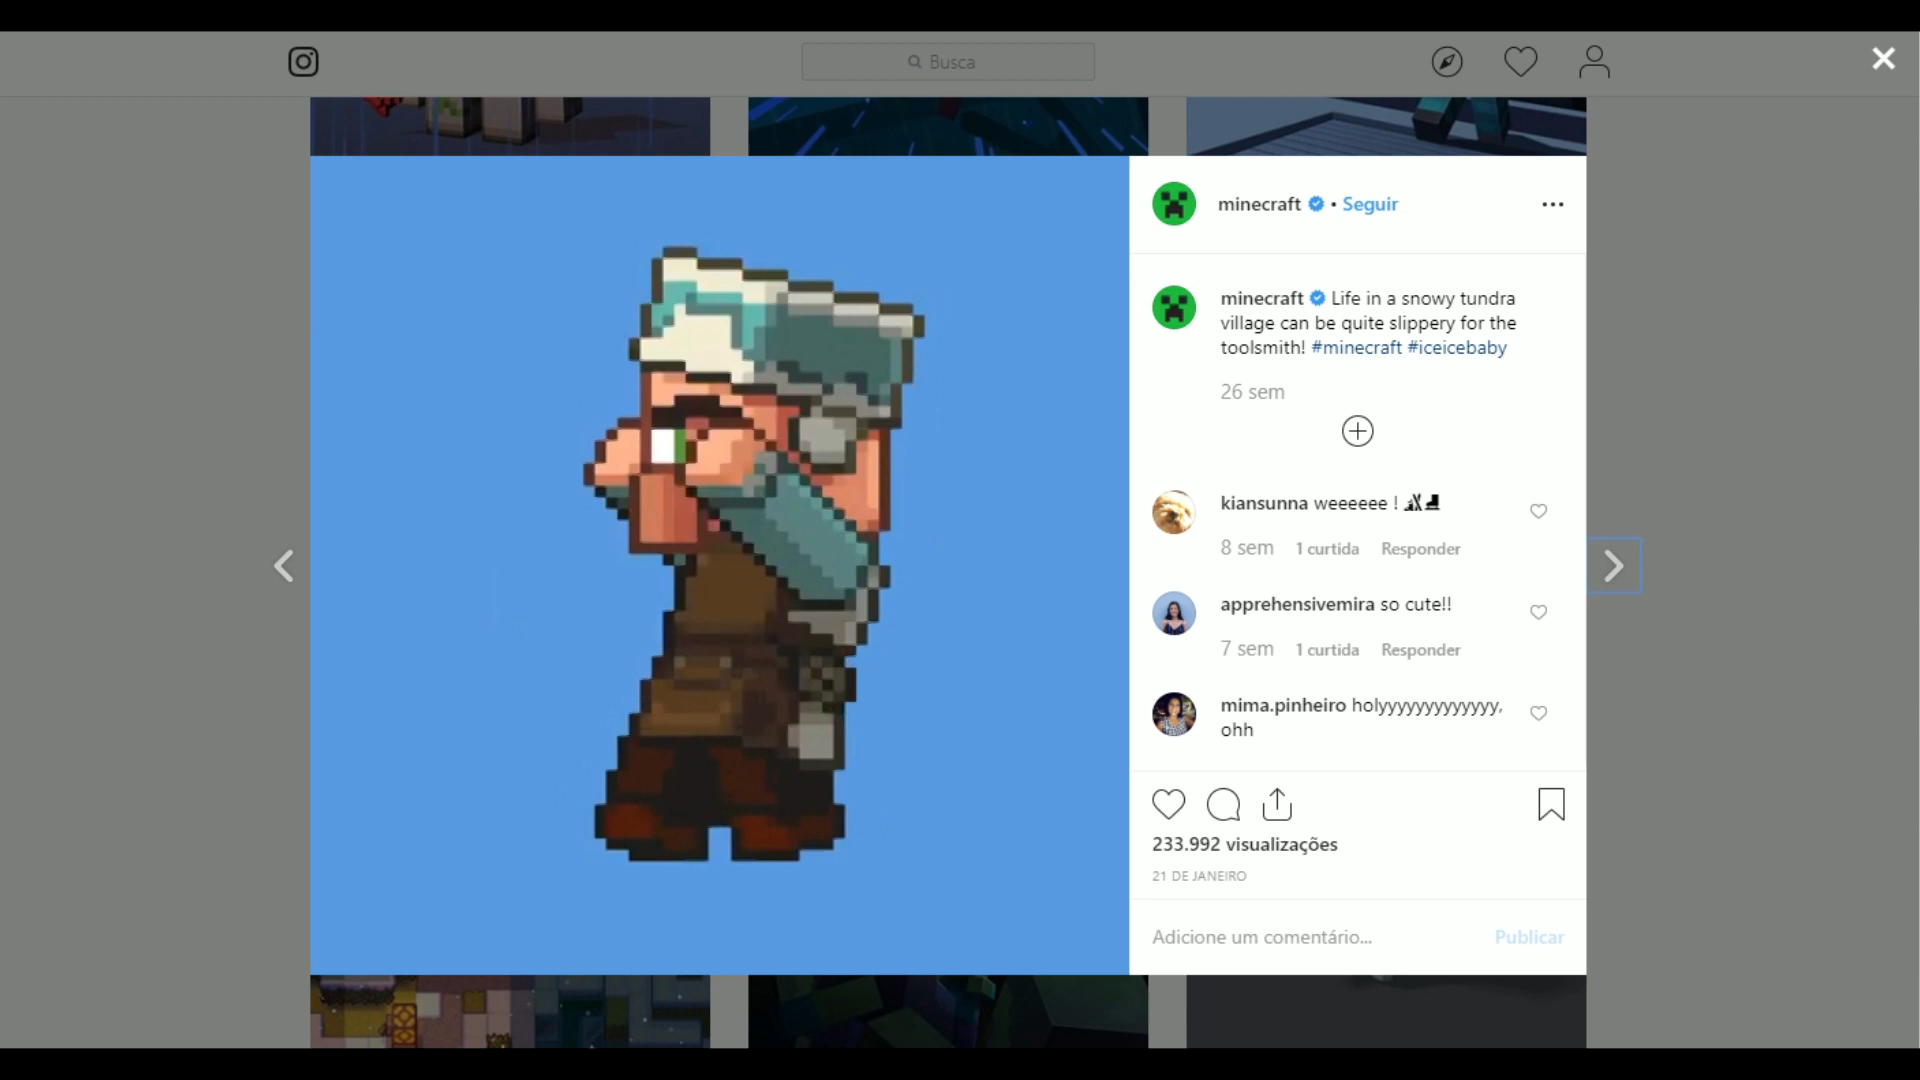 Busca
minecraft • Seguir
minecraft Life in a snowy tundra
village can be quite slippery for the
toolsmith! #minecraft #iceicebaby
26 sem
kiansunna weeeeee !
8 sem 1 curtida Responder
apprehensivemira so cute!!
7 sem 1 curtida Responder
mima.pinheiro holyyyyyyyyyyyyy,
ohh
233.992 visualizações
21 DE JANEIRO
Adicione um comentário... Publicar